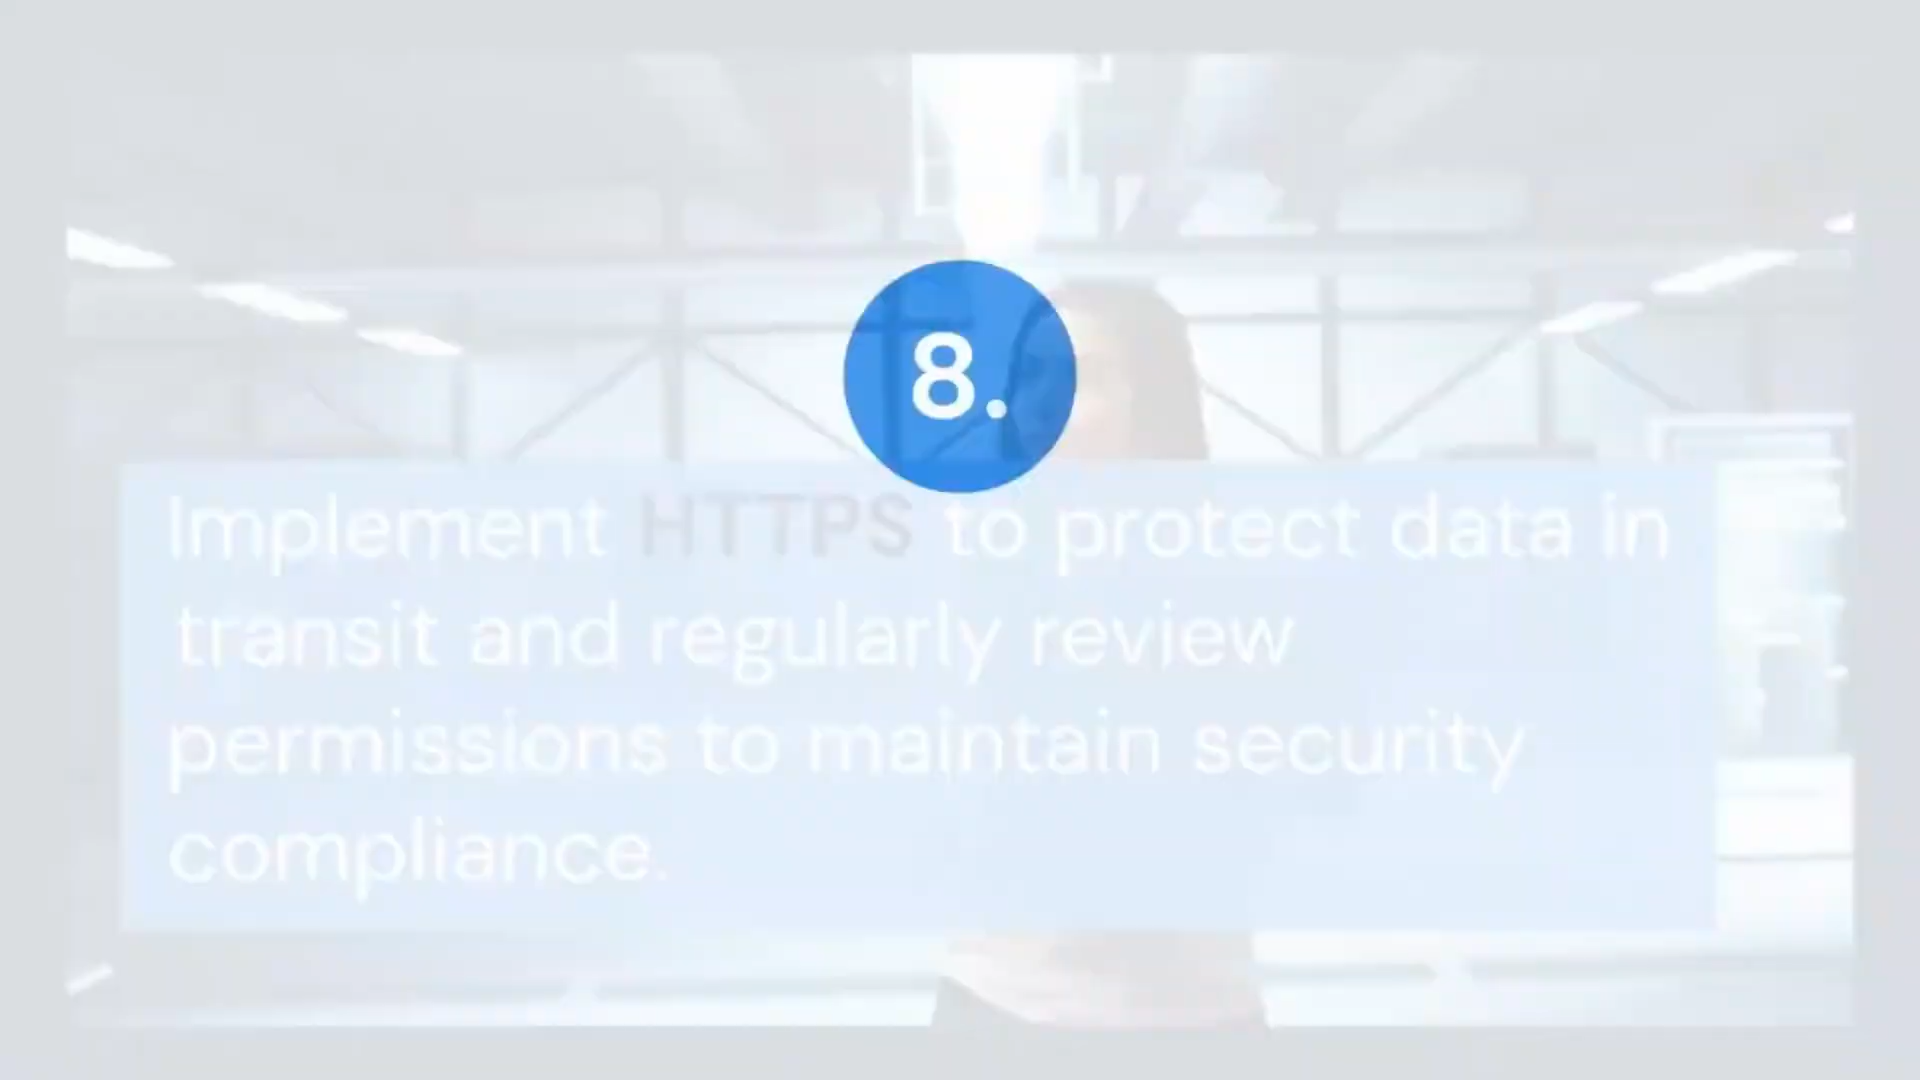 8.
Implement HTTPS to protect data in
transit and regularly review
permissions to maintain security
compliance.